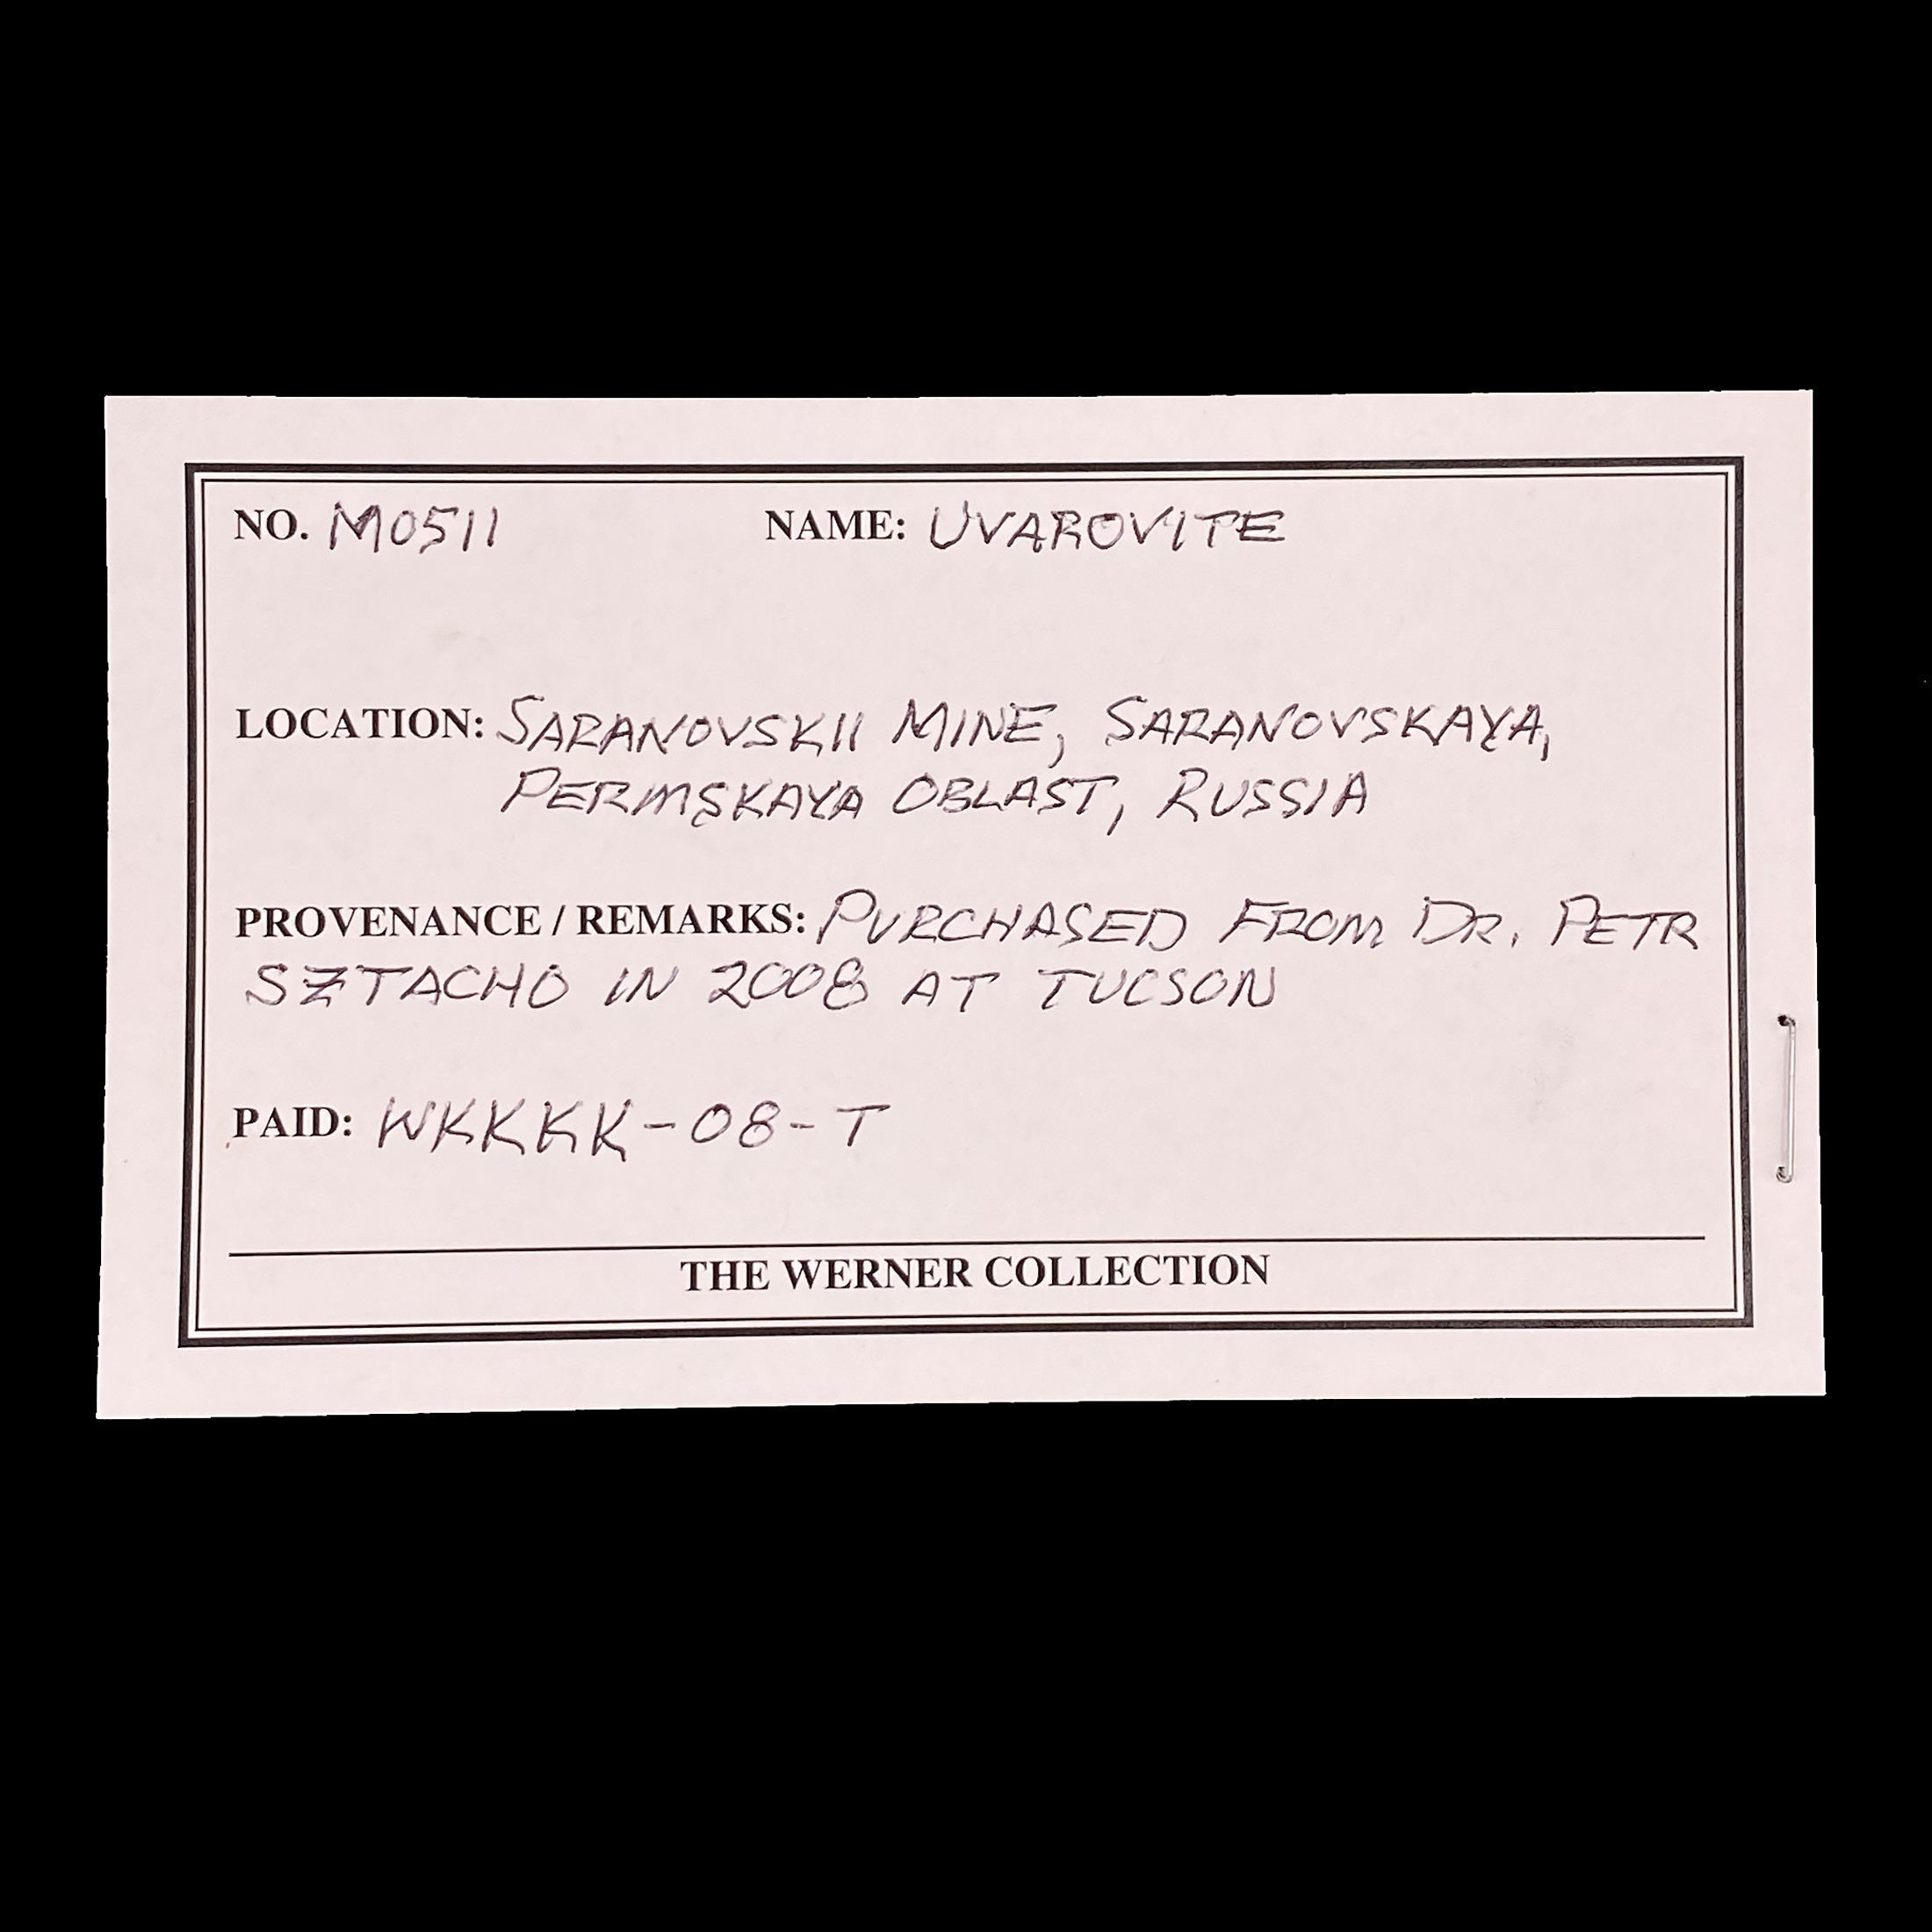 NO. M0511 NAME: UVAROVITE
LOCATION: SARANOVSKII MINE, SARANOVSKAYA,
PERMSKAYA OBLAST, RUSSIA
PROVENANCE / REMARKS: PURCHASED FROM DR. PETR
SZTACHO IN 2008 AT TUCSON
PAID: WKKKK-08-T
THE WERNER COLLECTION